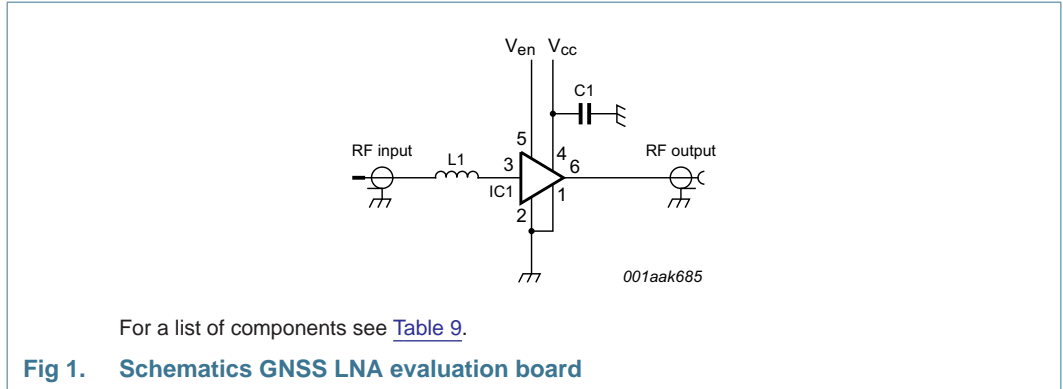 Ven Vcc
C1
5
4
RF input
L1
3
6
RF output
IC1
1
2
001aak685
For a list of components see Table 9.
Fig 1. Schematics GNSS LNA evaluation board